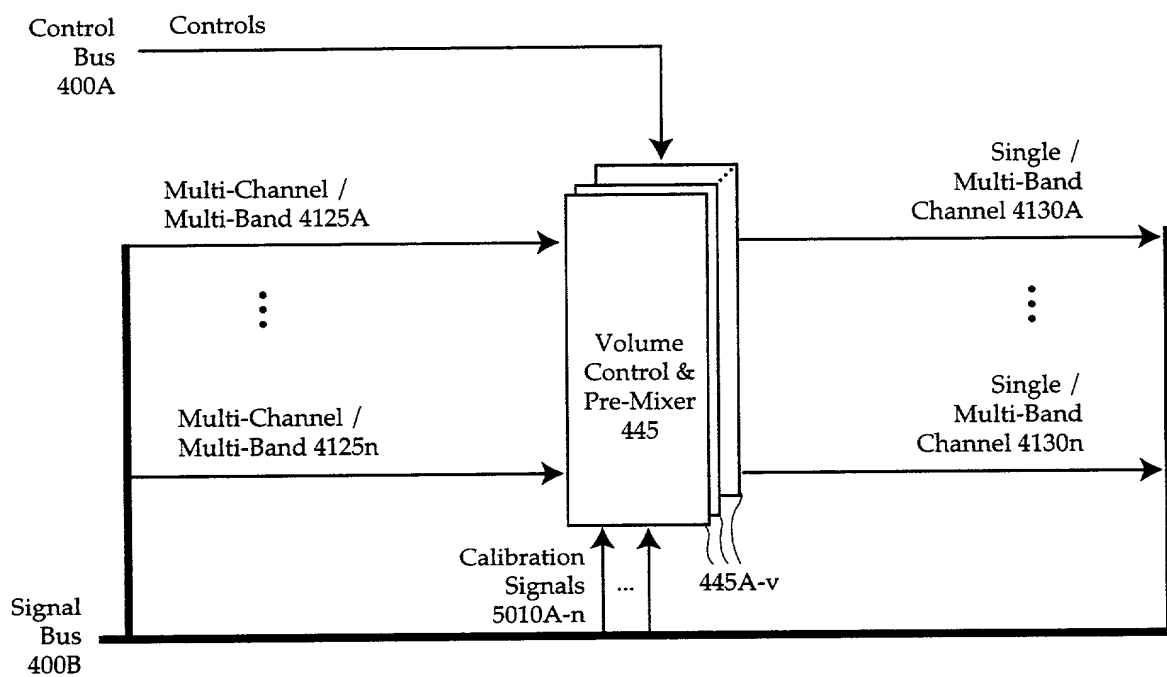 Control
Bus
400A
Controls
Multi-Channel /
Multi-Band 4125A
Single /
Multi-Band
Channel 4130A
Volume
Control &
Pre-Mixer
445
Multi-Channel /
Multi-Band 4125n
Single /
Multi-Band
Channel 4130n
Calibration
Signals
5010A-n
...
445A-v
Signal
Bus
400B